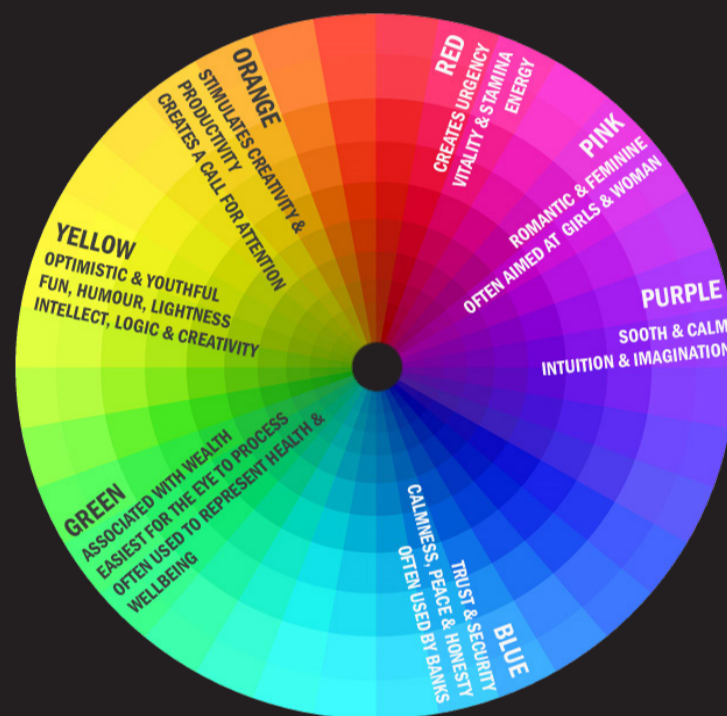 RED
CREATES URGENCY
VITALITY & STAMINA
ENERGY
PINK
ROMANTIC & FEMININE
OFTEN AIMED AT GIRLS & WOMAN
PURPLE
SOOTH & CALM
INTUITION & IMAGINATION
BLUE
TRUST & SECURITY
CALMNESS, PEACE & HONESTY
OFTEN USED BY BANKS
GREEN
ASSOCIATED WITH WEALTH
EASIEST FOR THE EYE TO PROCESS
OFTEN USED TO REPRESENT HEALTH &
WELLBEING
YELLOW
OPTIMISTIC & YOUTHFUL
FUN, HUMOUR, LIGHTNESS
INTELLECT, LOGIC & CREATIVITY
ORANGE
STIMULATES CREATIVITY &
PRODUCTIVITY
CREATES A CALL FOR ATTENTION